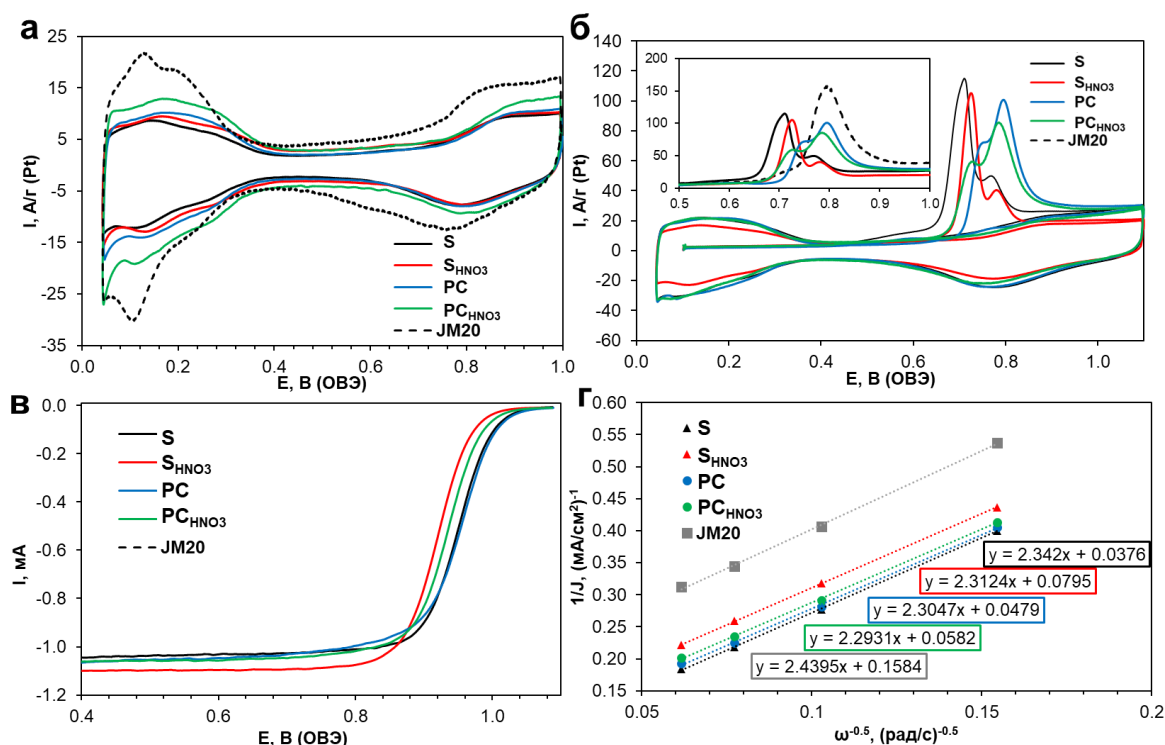 а
I, А/г (Pt)
25
15
5
-5
-15
-25
-35
S
S_HNO3
PC
PC_HNO3
JM20
0.0 0.2 0.4 0.6 0.8 1.0
E, В (ОВЭ)
б
I, А/г (Pt)
140
120
100
80
60
40
20
0
-20
-40
-60
200
150
100
50
0
0.5 0.6 0.7 0.8 0.9 1.0
S
S_HNO3
PC
PC_HNO3
JM20
0.0 0.2 0.4 0.6 0.8 1.0
E, В (ОВЭ)
в
I, мА
0.0
-0.2
-0.4
-0.6
-0.8
-1.0
-1.2
S
S_HNO3
PC
PC_HNO3
JM20
0.4 0.6 0.8 1.0
E, В (ОВЭ)
г
1/J, (мА/см²)⁻¹
0.60
0.55
0.50
0.45
0.40
0.35
0.30
0.25
0.20
0.15
S
S_HNO3
PC
PC_HNO3
JM20
y = 2.342x + 0.0376
y = 2.3124x + 0.0795
y = 2.3047x + 0.0479
y = 2.2931x + 0.0582
y = 2.4395x + 0.1584
0.05 0.1 0.15 0.2
ω⁻⁰·⁵, (рад/с)⁻⁰·⁵